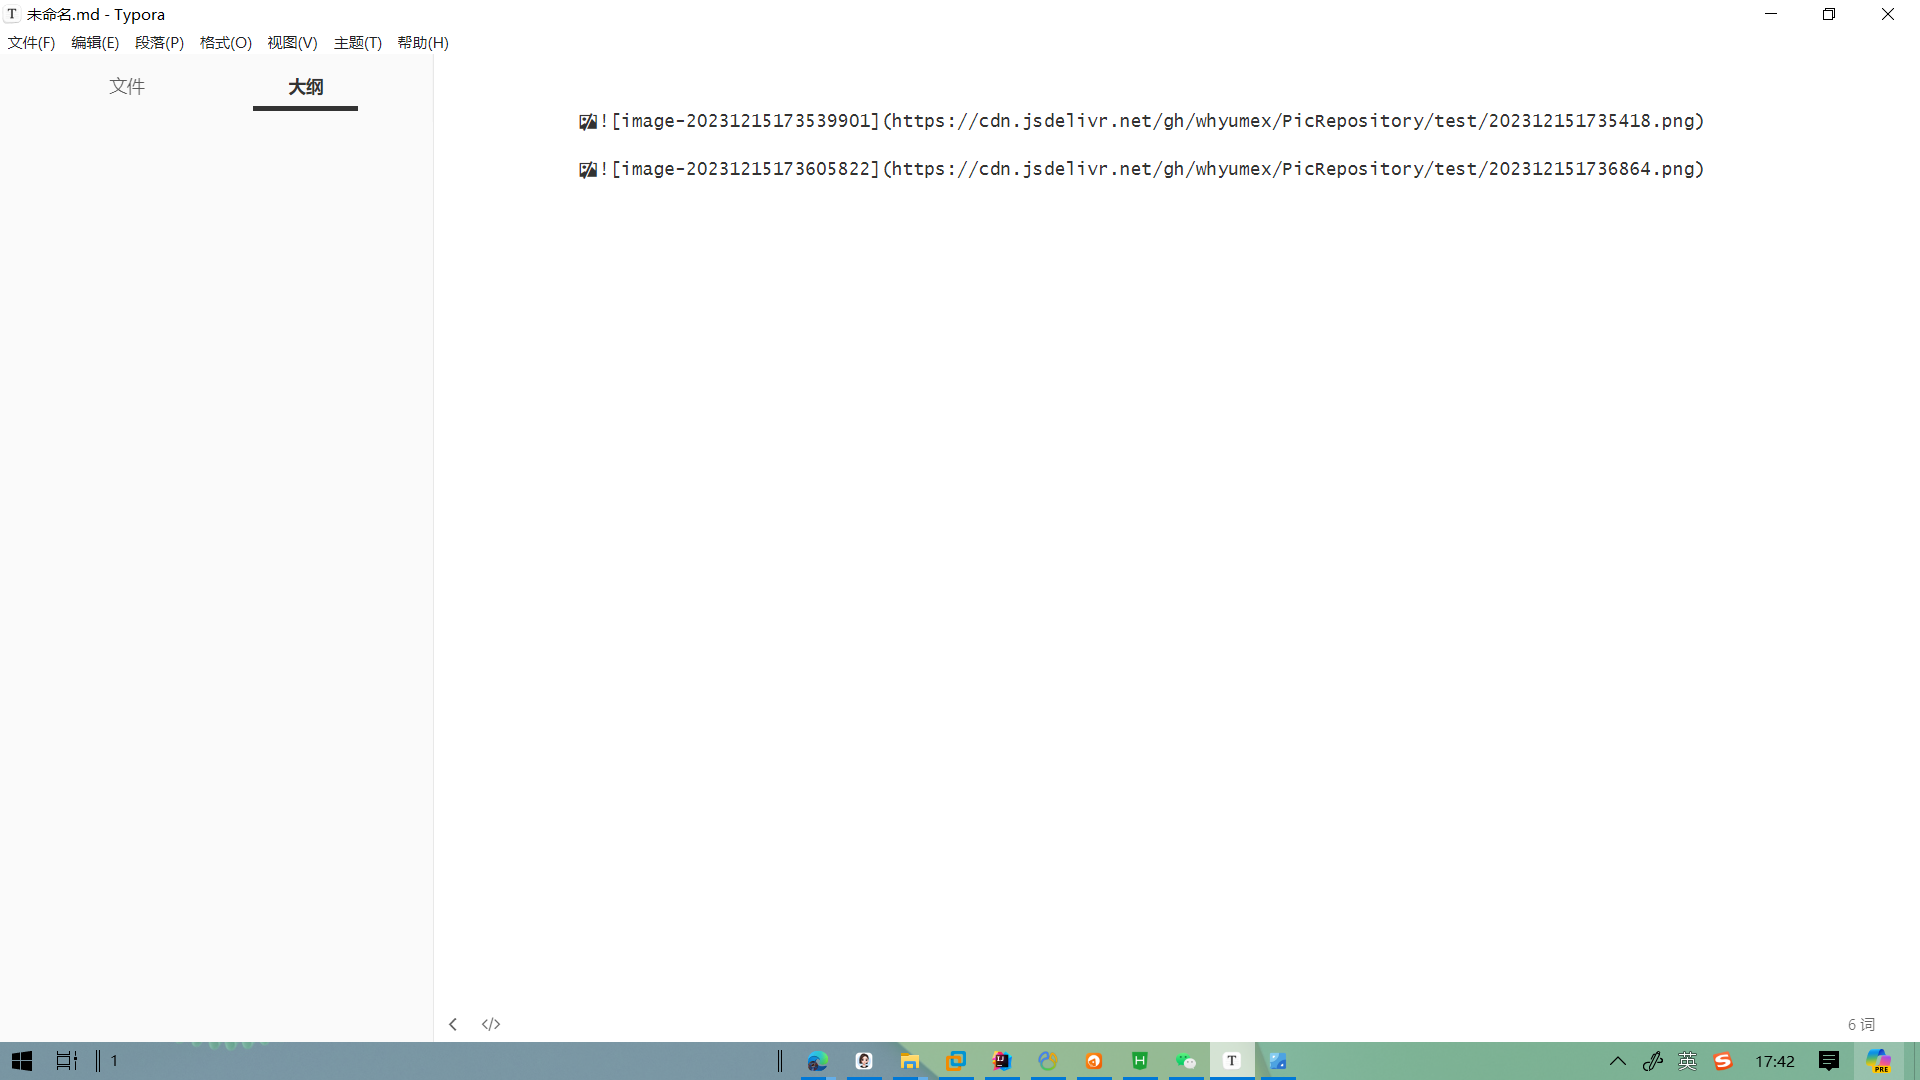 未命名.md - Typora
文件(F) 编辑(E) 段落(P) 格式(O) 视图(V) 主题(T) 帮助(H)
文件 大纲
![image-20231215173539901](https://cdn.jsdelivr.net/gh/whyumex/PicRepository/test/202312151735418.png)
![image-20231215173605822](https://cdn.jsdelivr.net/gh/whyumex/PicRepository/test/202312151736864.png)
6 词
1
英
17:42
PRE